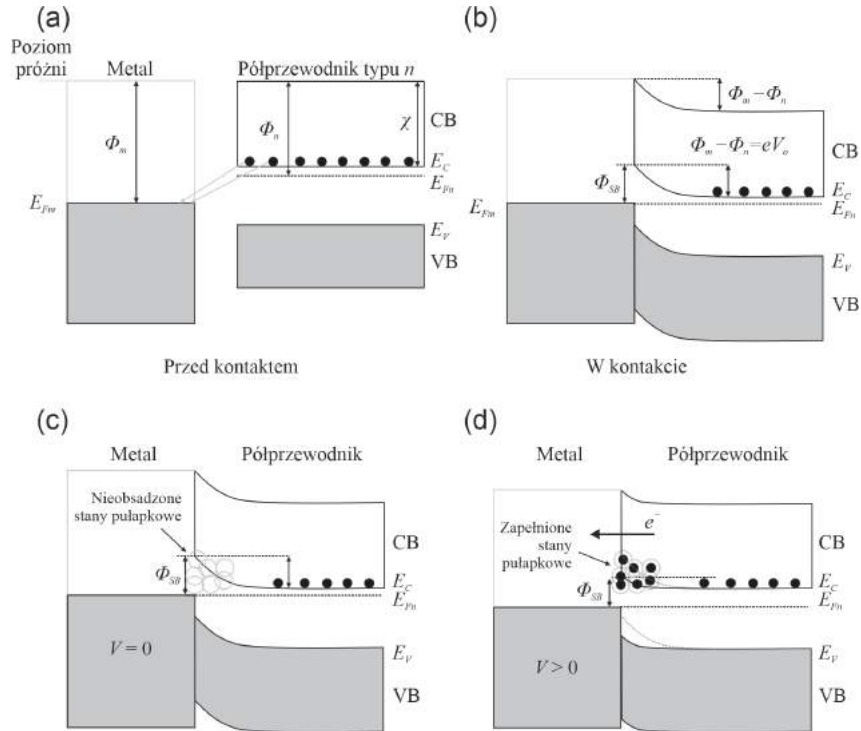 (a)
Poziom
próżni
Metal
Półprzewodnik typu n
Φm
Φn
χ
CB
EC
EFn
EFm
EV
VB
Przed kontaktem
(b)
Φm – Φn
Φm – Φn = eVo
CB
ΦSB
EC
EFm
EFn
EV
VB
W kontakcie
(c)
Metal
Półprzewodnik
Nieobsadzone
stany pułapkowe
CB
ΦSB
EC
EFn
V = 0
EV
VB
(d)
Metal
Półprzewodnik
e⁻
Zapełnione
stany
pułapkowe
CB
ΦSB
EC
EFn
V > 0
EV
VB